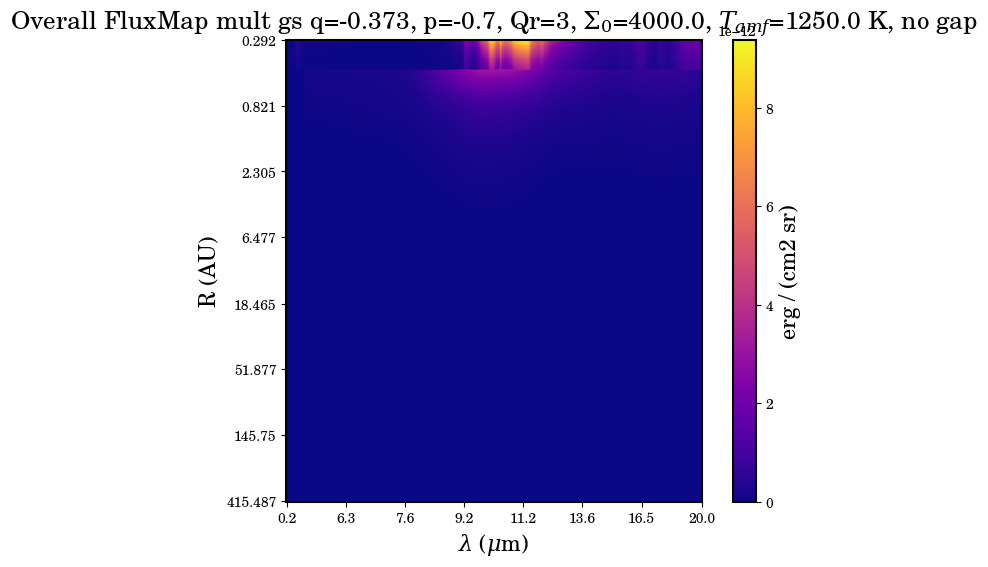 Overall FluxMap mult gs q=-0.373, p=-0.7, Qr=3, Σ₀=4000.0, T_amf=1250.0 K, no gap
1e−12
0.292
0.821
2.305
6.477
18.465
51.877
145.75
415.487
R (AU)
0.2 6.3 7.6 9.2 11.2 13.6 16.5 20.0
λ (μm)
8
6
4
2
0
erg / (cm2 sr)